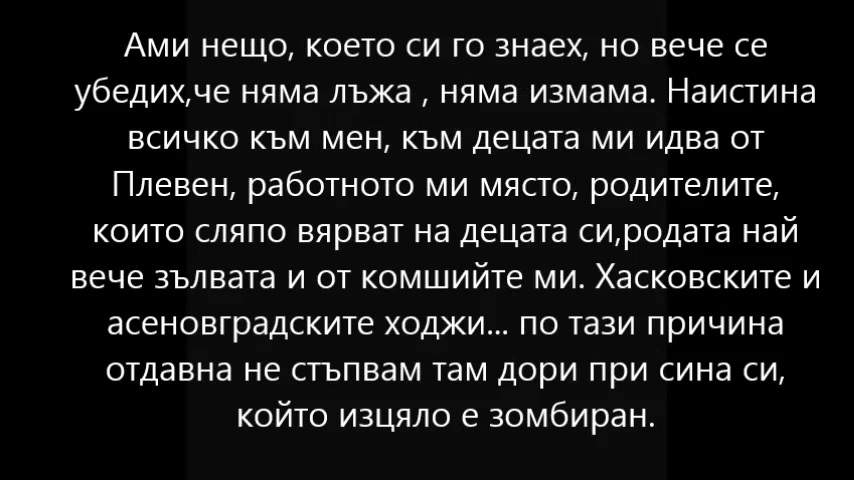 Ами нещо, което си го знаех, но вече се
убедих,че няма лъжа , няма измама. Наистина
всичко към мен, към децата ми идва от
Плевен, работното ми място, родителите,
които сляпо вярват на децата си,родата най
вече зълвата и от комшийте ми. Хасковските и
асеновградските ходжи... по тази причина
отдавна не стъпвам там дори при сина си,
който изцяло е зомбиран.